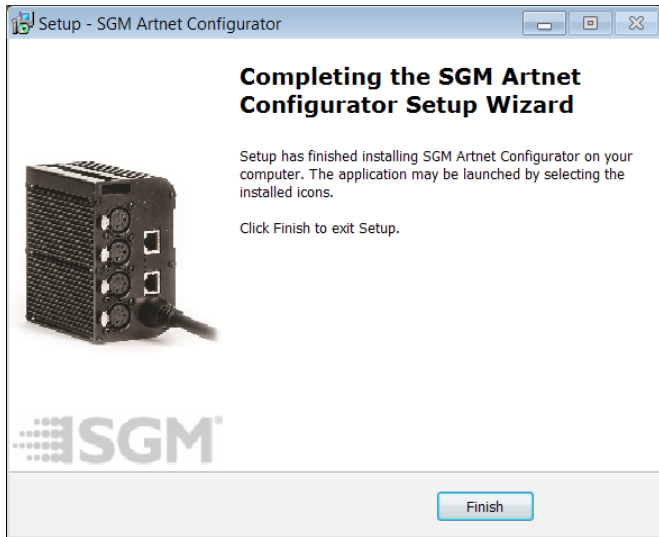 Setup - SGM Artnet Configurator
Completing the SGM Artnet
Configurator Setup Wizard
Setup has finished installing SGM Artnet Configurator on your
computer. The application may be launched by selecting the
installed icons.
Click Finish to exit Setup.
SGM®
Finish